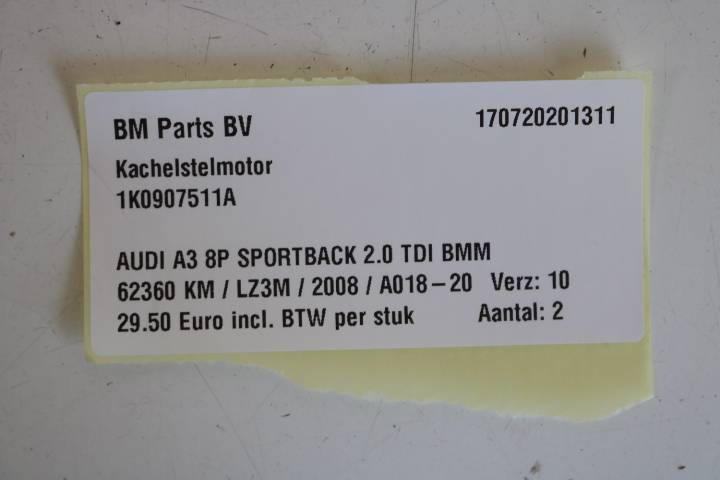 BM Parts BV 170720201311
Kachelstelmotor
1K0907511A
AUDI A3 8P SPORTBACK 2.0 TDI BMM
62360 KM / LZ3M / 2008 / A018-20 Verz: 10
29.50 Euro incl. BTW per stuk Aantal: 2